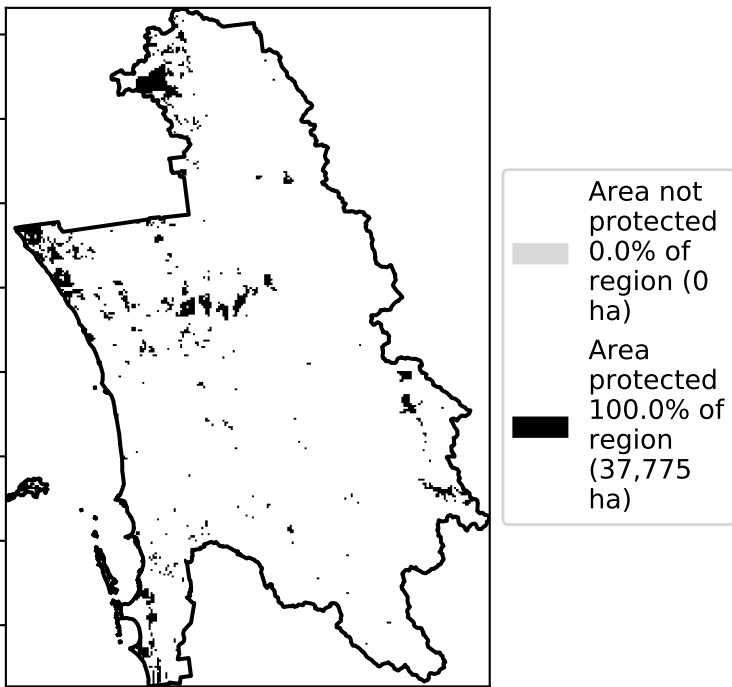 Area not
protected
0.0% of
region (0
ha)
Area
protected
100.0% of
region
(37,775
ha)